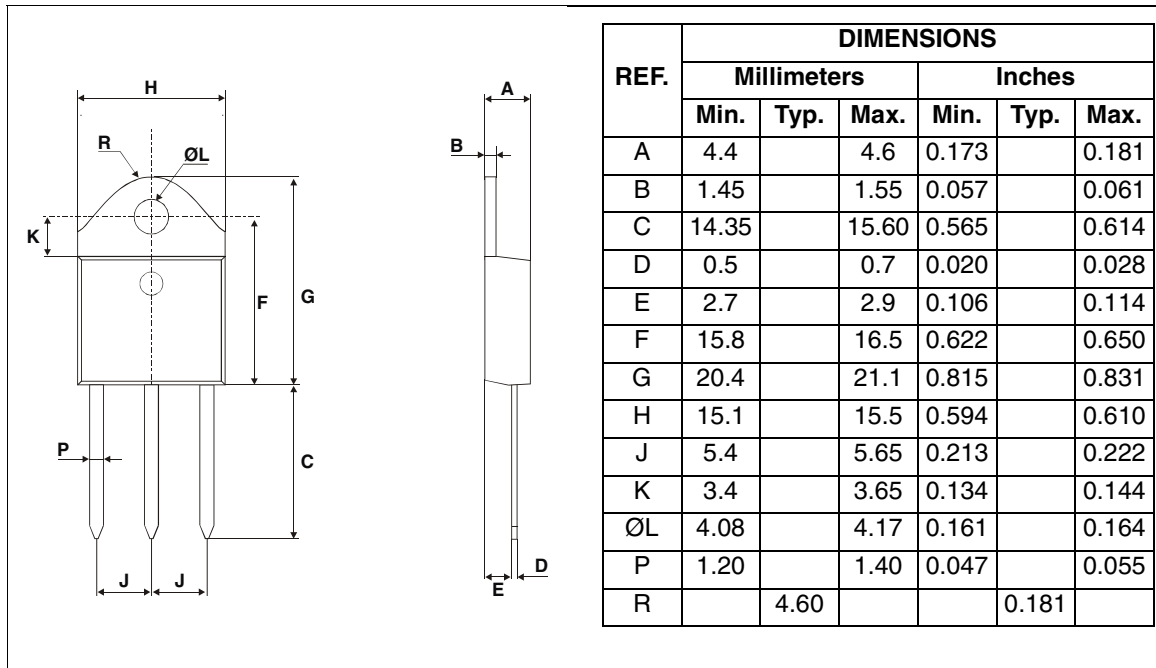 H
R
ØL
K
F
G
P
C
J J
A
B
D
E
DIMENSIONS
REF. Millimeters Inches
Min. Typ. Max. Min. Typ. Max.
A 4.4 4.6 0.173 0.181
B 1.45 1.55 0.057 0.061
C 14.35 15.60 0.565 0.614
D 0.5 0.7 0.020 0.028
E 2.7 2.9 0.106 0.114
F 15.8 16.5 0.622 0.650
G 20.4 21.1 0.815 0.831
H 15.1 15.5 0.594 0.610
J 5.4 5.65 0.213 0.222
K 3.4 3.65 0.134 0.144
ØL 4.08 4.17 0.161 0.164
P 1.20 1.40 0.047 0.055
R 4.60 0.181